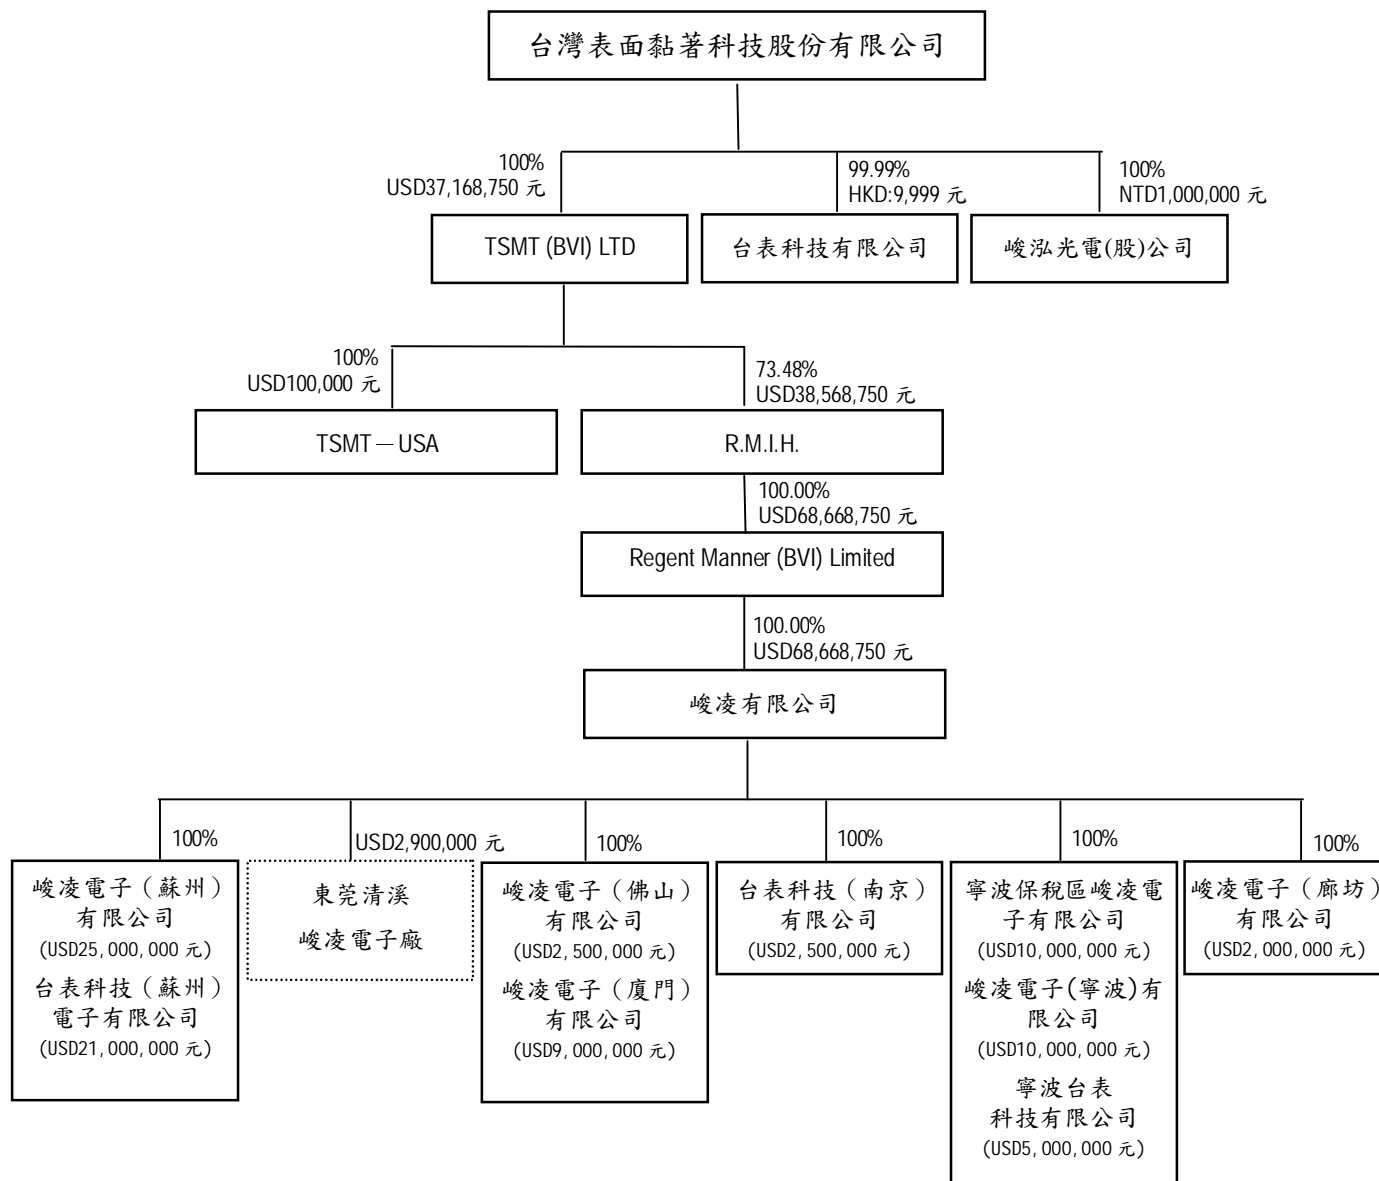 台灣表面黏著科技股份有限公司
100%
USD37,168,750 元
99.99%
HKD:9,999 元
100%
NTD1,000,000 元
TSMT (BVI) LTD
台表科技有限公司
峻泓光電(股)公司
100%
USD100,000 元
73.48%
USD38,568,750 元
TSMT－USA
R.M.I.H.
100.00%
USD68,668,750 元
Regent Manner (BVI) Limited
100.00%
USD68,668,750 元
峻凌有限公司
100%
USD2,900,000 元
100%
100%
100%
100%
峻凌電子（蘇州）
有限公司
(USD25,000,000 元)
台表科技（蘇州）
電子有限公司
(USD21,000,000 元)
東莞清溪
峻凌電子廠
峻凌電子（佛山）
有限公司
(USD2,500,000 元)
峻凌電子（廈門）
有限公司
(USD9,000,000 元)
台表科技（南京）
有限公司
(USD2,500,000 元)
寧波保稅區峻凌電
子有限公司
(USD10,000,000 元)
峻凌電子(寧波)有
限公司
(USD10,000,000 元)
寧波台表
科技有限公司
(USD5,000,000 元)
峻凌電子（廊坊）
有限公司
(USD2,000,000 元)